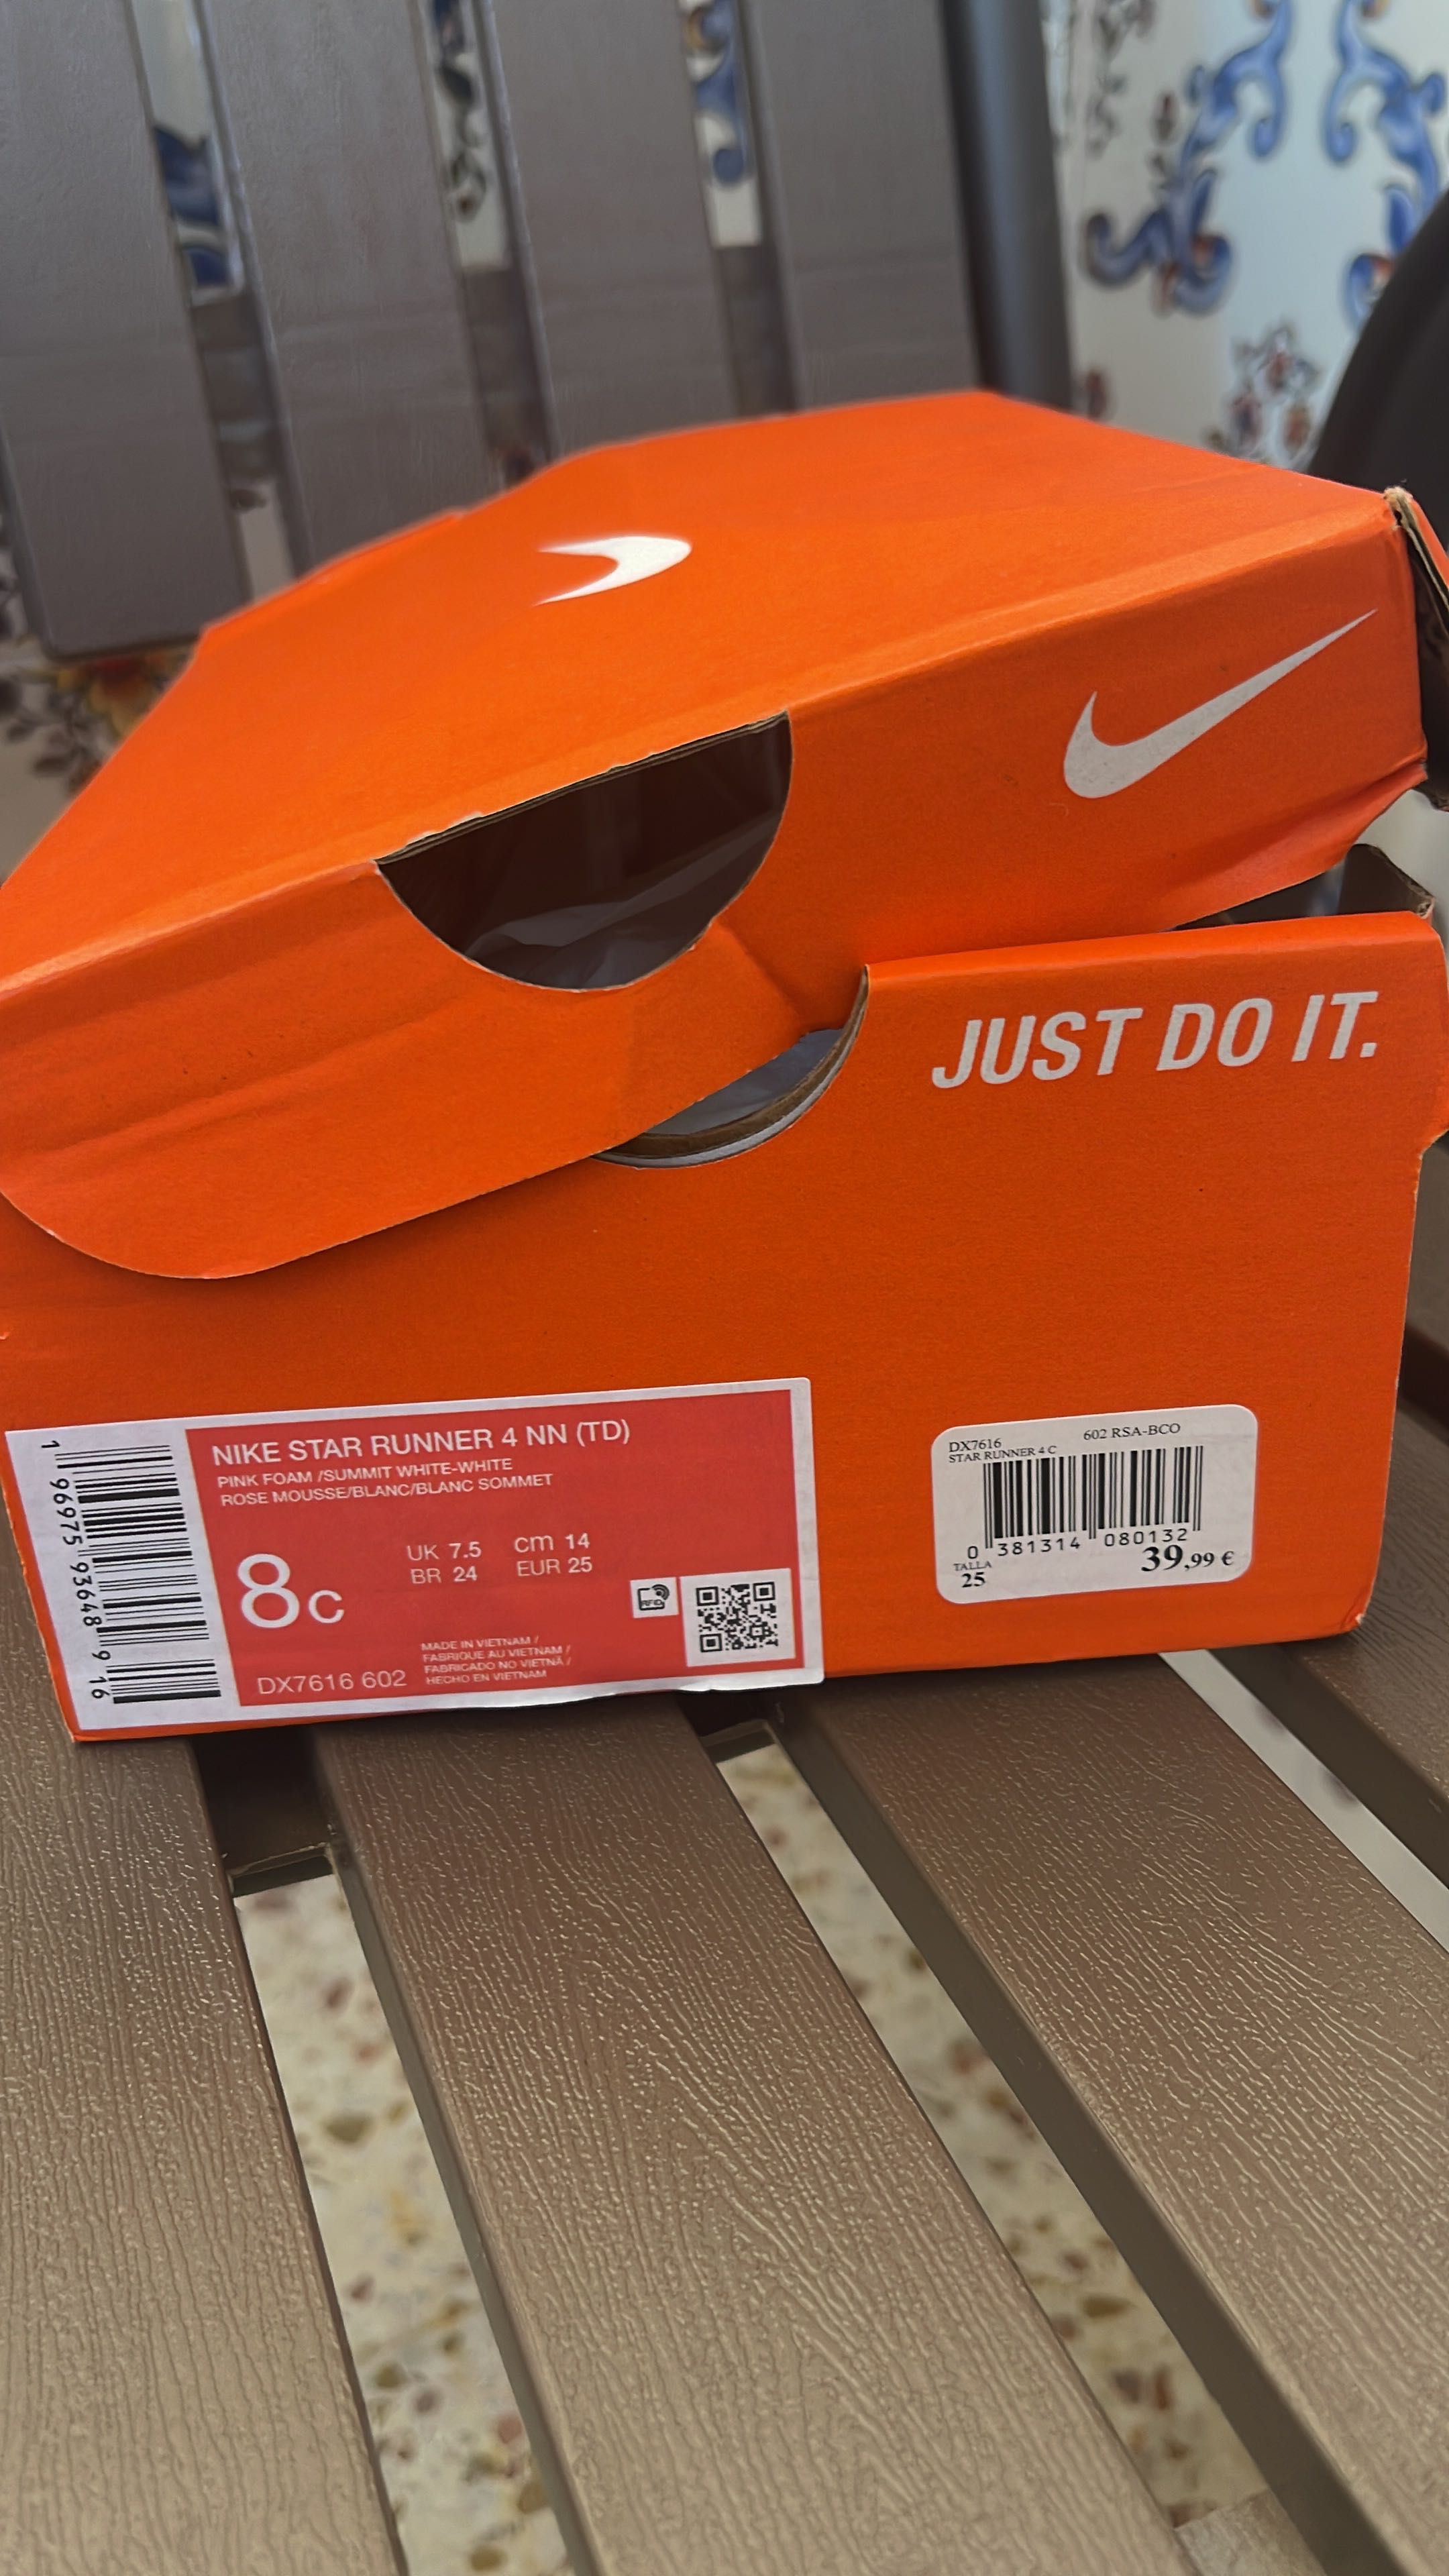 JUST DO IT.
NIKE STAR RUNNER 4 NN (TD)
PINK FOAM /SUMMIT WHITE-WHITE
ROSE MOUSSE/BLANC/BLANC SOMMET
8c
UK 7.5 cm 14
BR 24 EUR 25
RFID
MADE IN VIETNAM /
FABRIQUE AU VIETNAM /
FABRICADO NO VIETNÃ /
HECHO EN VIETNAM
DX7616 602
1 96975 93648 9 16
DX7616 602 RSA-BCO
STAR RUNNER 4 C
0 381314 080132
TALLA 39,99 €
25